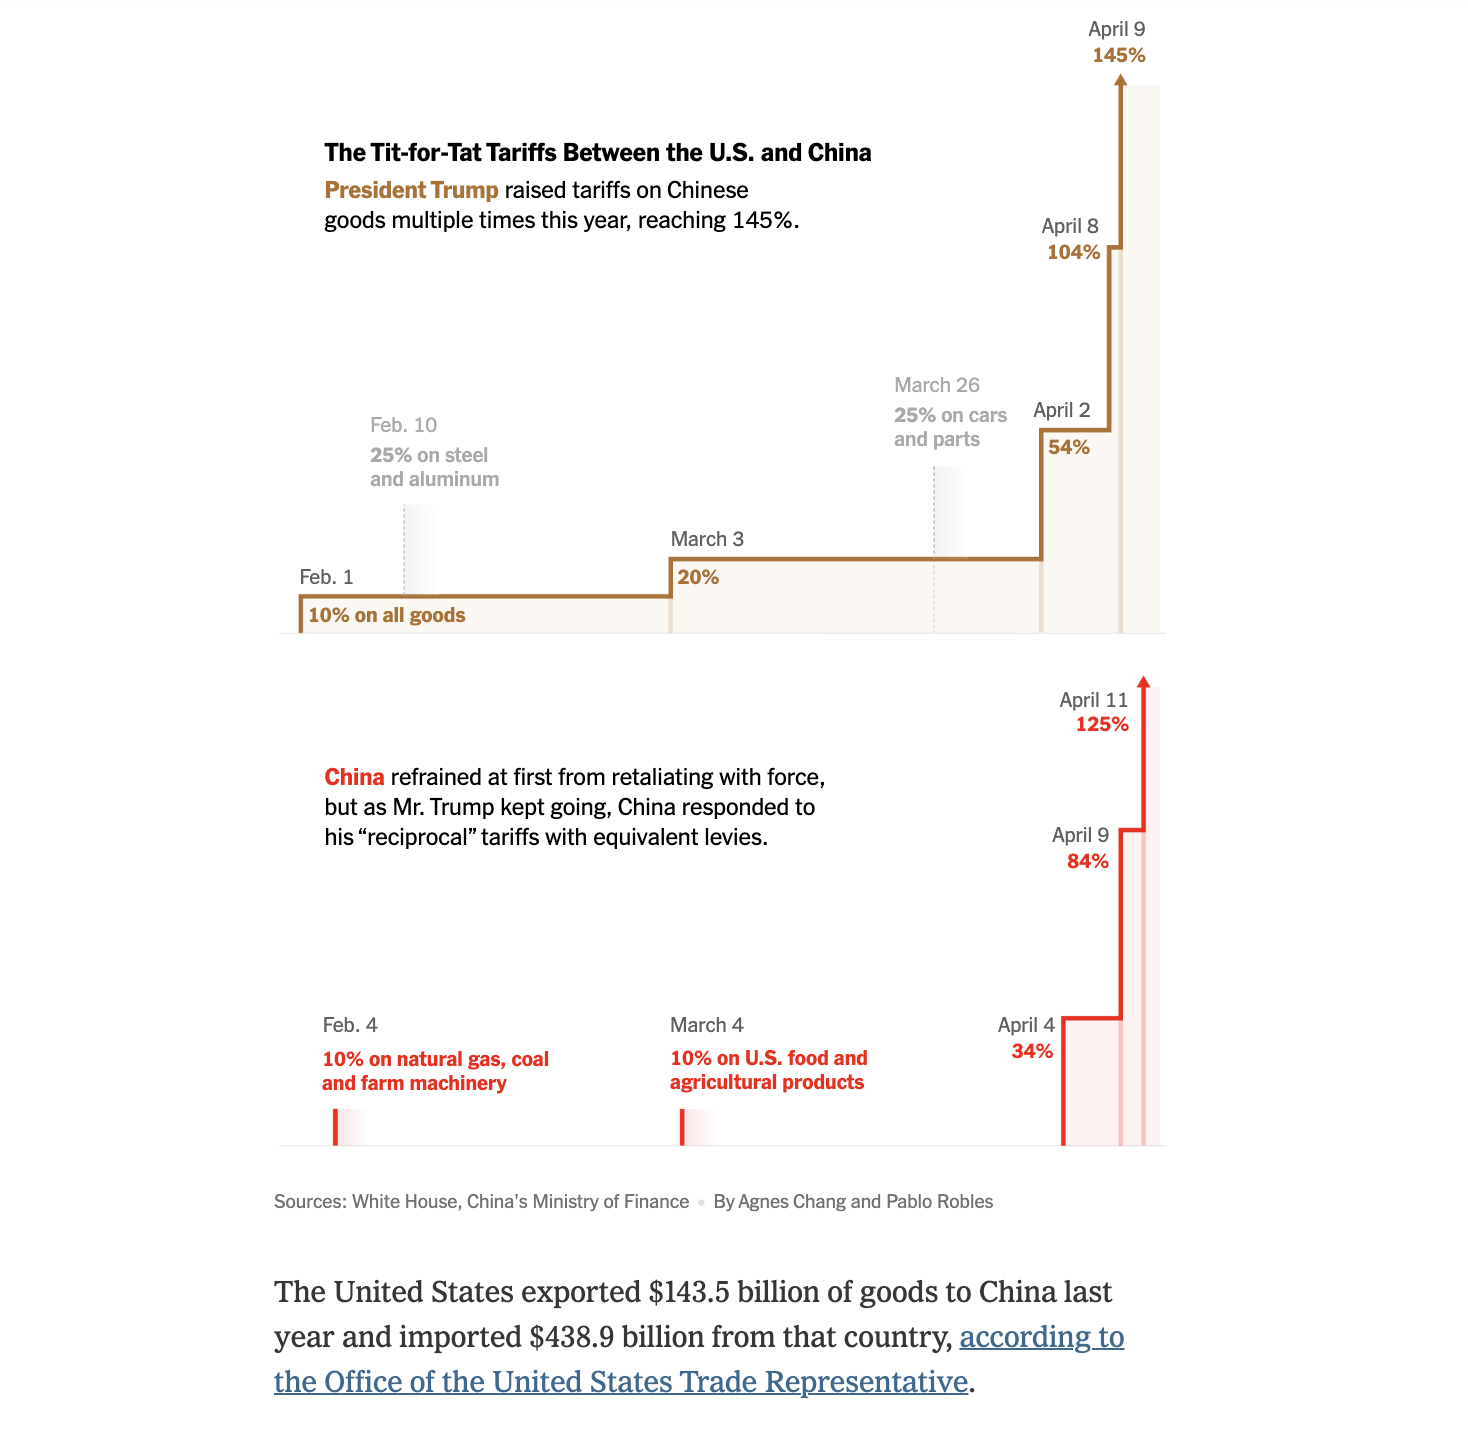 April 9
145%
The Tit-for-Tat Tariffs Between the U.S. and China
President Trump raised tariffs on Chinese
goods multiple times this year, reaching 145%.
April 8
104%
March 26
25% on cars
and parts
April 2
54%
Feb. 10
25% on steel
and aluminum
March 3
20%
Feb. 1
10% on all goods
April 11
125%
China refrained at first from retaliating with force,
but as Mr. Trump kept going, China responded to
his “reciprocal” tariffs with equivalent levies.
April 9
84%
Feb. 4
10% on natural gas, coal
and farm machinery
March 4
10% on U.S. food and
agricultural products
April 4
34%
Sources: White House, China's Ministry of Finance • By Agnes Chang and Pablo Robles
The United States exported $143.5 billion of goods to China last
year and imported $438.9 billion from that country, according to
the Office of the United States Trade Representative.